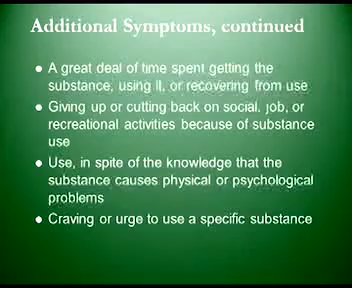 Additional Symptoms, continued
• A great deal of time spent getting the
substance, using it, or recovering from use
• Giving up or cutting back on social, job, or
recreational activities because of substance
use
• Use, in spite of the knowledge that the
substance causes physical or psychological
problems
• Craving or urge to use a specific substance